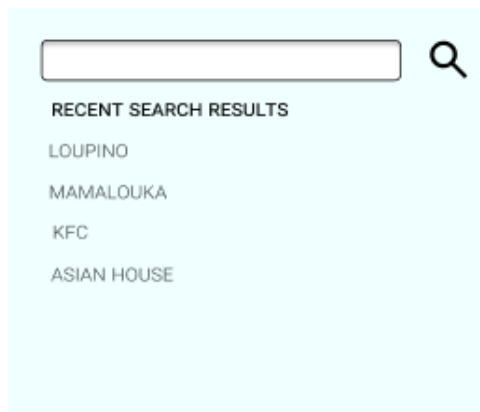 RECENT SEARCH RESULTS
LOUPINO
MAMALOUKA
KFC
ASIAN HOUSE